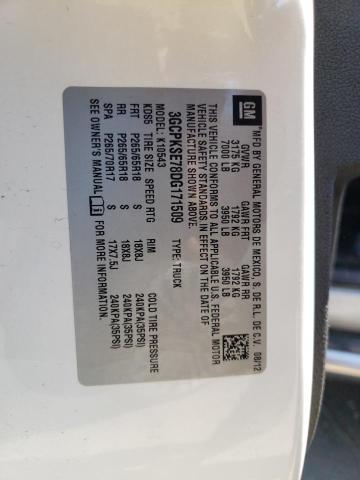 GM
MFD BY GENERAL MOTORS DE MEXICO S. DE R.L. DE C.V. 08/12
GVWR GAWR FRT GAWR RR
3175 KG 1792 KG 1792 KG
7000 LB 3950 LB 3950 LB
THIS VEHICLE CONFORMS TO ALL APPLICABLE U.S. FEDERAL MOTOR
VEHICLE SAFETY STANDARDS IN EFFECT ON THE DATE OF
MANUFACTURE SHOWN ABOVE.
3GCPKSE78DG171509 TYPE: TRUCK
MODEL: K10543
KDS5 TIRE SIZE SPEED RTG RIM COLD TIRE PRESSURE
FRT P265/65R18 S 18X8J 240KPA(35PSI)
RR P265/65R18 S 18X8J 240KPA(35PSI)
SPA P265/70R17 S 17X7.5J 240KPA(35PSI)
SEE OWNER'S MANUAL